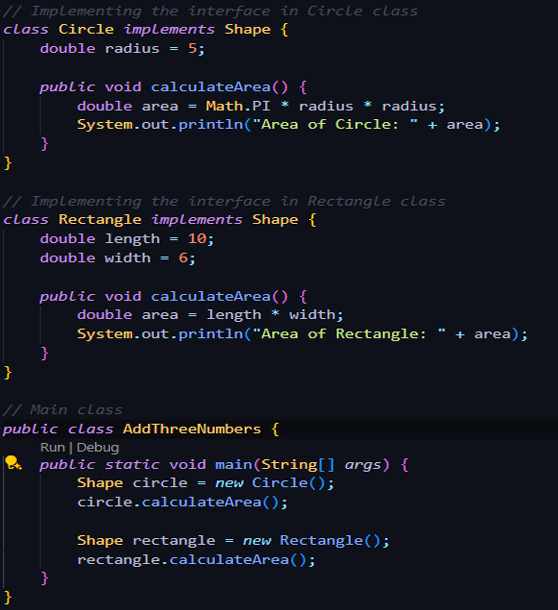 // Implementing the interface in Circle class
class Circle implements Shape {
    double radius = 5;

    public void calculateArea() {
        double area = Math.PI * radius * radius;
        System.out.println("Area of Circle: " + area);
    }
}

// Implementing the interface in Rectangle class
class Rectangle implements Shape {
    double length = 10;
    double width = 6;

    public void calculateArea() {
        double area = length * width;
        System.out.println("Area of Rectangle: " + area);
    }
}

// Main class
public class AddThreeNumbers {
    Run | Debug
    public static void main(String[] args) {
        Shape circle = new Circle();
        circle.calculateArea();

        Shape rectangle = new Rectangle();
        rectangle.calculateArea();
    }
}